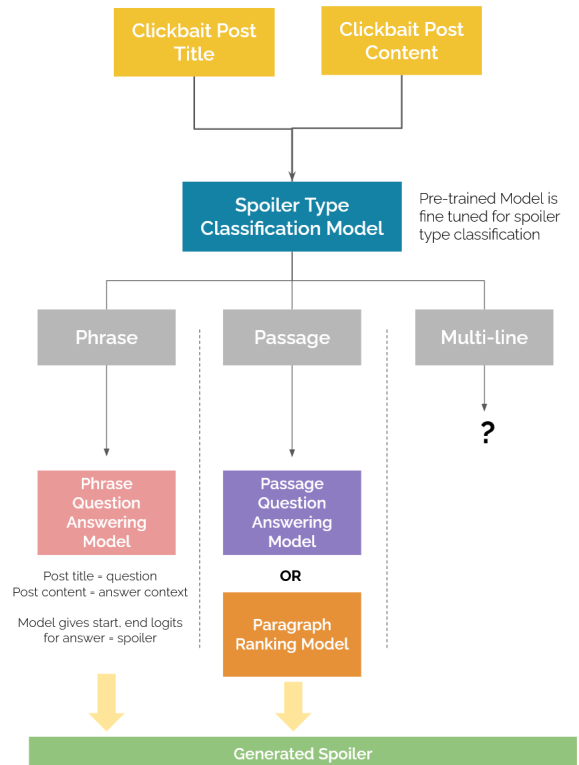 Clickbait Post
Title
Clickbait Post
Content
Spoiler Type
Classification Model
Pre-trained Model is
fine tuned for spoiler
type classification
Phrase
Passage
Multi-line
?
Phrase
Question
Answering
Model
Passage
Question
Answering
Model
Post title = question
Post content = answer context
Model gives start, end logits
for answer = spoiler
OR
Paragraph
Ranking Model
Generated Spoiler